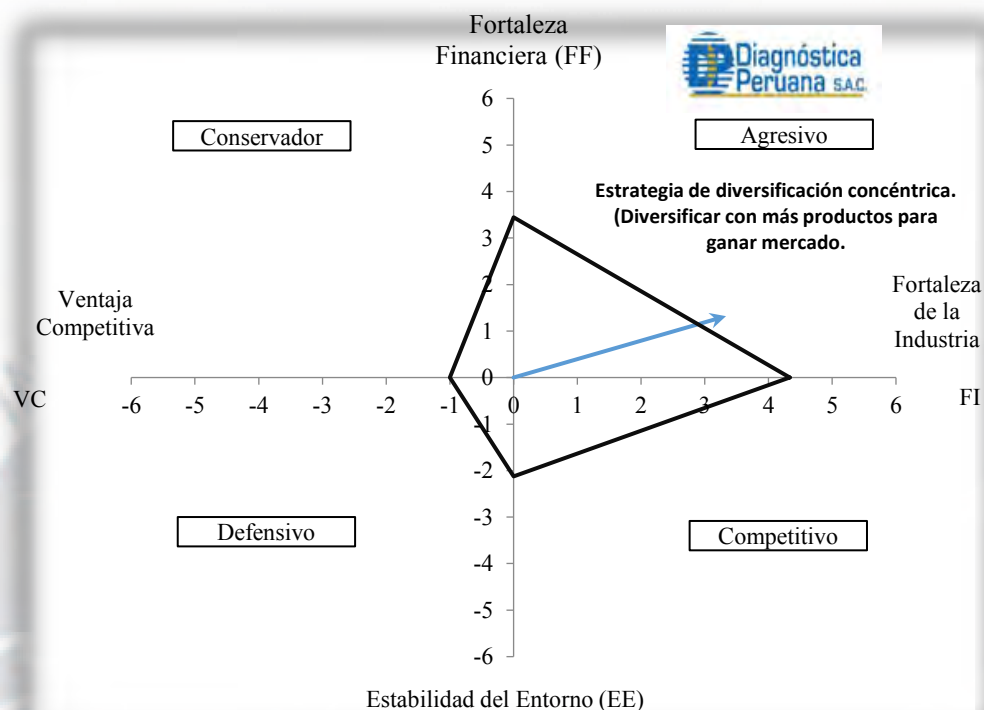 Fortaleza
Financiera (FF)
DP Diagnóstica
Peruana S.A.C.
Conservador
Agresivo
Estrategia de diversificación concéntrica.
(Diversificar con más productos para
ganar mercado.
Ventaja
Competitiva
Fortaleza
de la
Industria
VC
FI
6
5
4
3
2
1
0
-1
-2
-3
-4
-5
-6
-6 -5 -4 -3 -2 -1 0 1 2 3 4 5 6
Defensivo
Competitivo
Estabilidad del Entorno (EE)